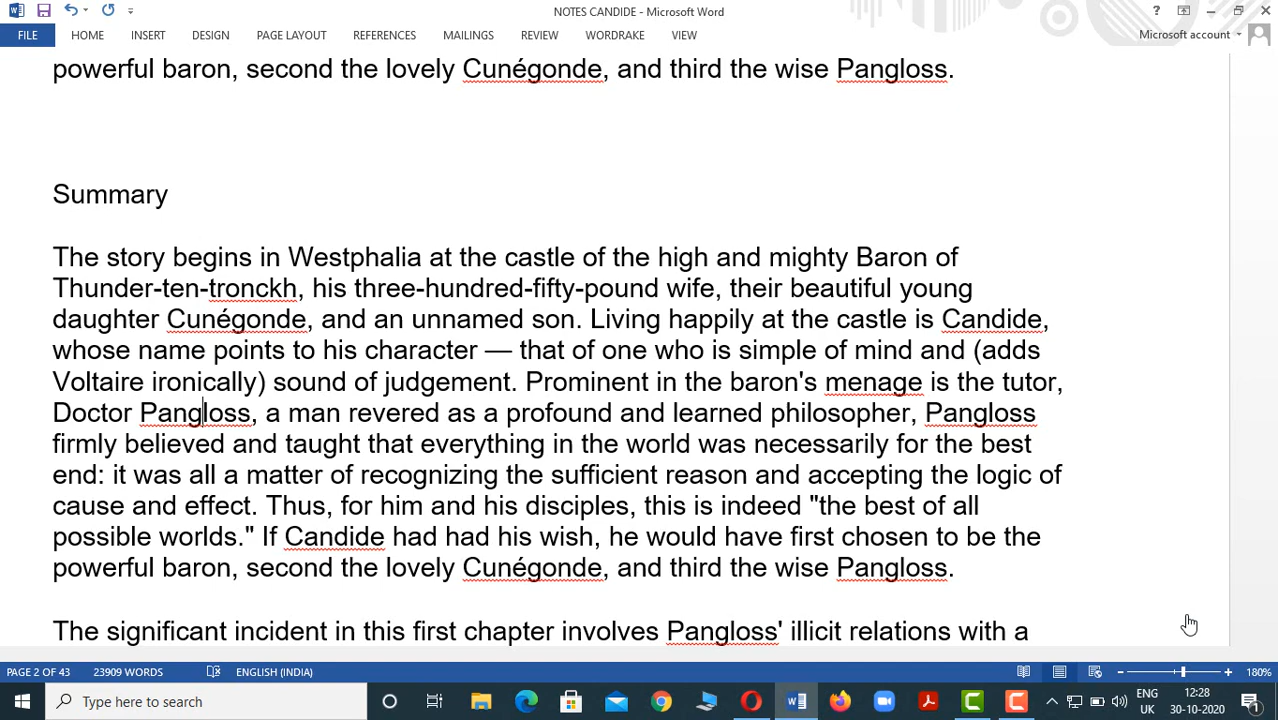 NOTES CANDIDE - Microsoft Word
?
FILE HOME INSERT DESIGN PAGE LAYOUT REFERENCES MAILINGS REVIEW WORDRAKE VIEW Microsoft account
powerful baron, second the lovely Cunégonde, and third the wise Pangloss.
Summary
The story begins in Westphalia at the castle of the high and mighty Baron of
Thunder-ten-tronckh, his three-hundred-fifty-pound wife, their beautiful young
daughter Cunégonde, and an unnamed son. Living happily at the castle is Candide,
whose name points to his character — that of one who is simple of mind and (adds
Voltaire ironically) sound of judgement. Prominent in the baron's menage is the tutor,
Doctor Pangloss, a man revered as a profound and learned philosopher, Pangloss
firmly believed and taught that everything in the world was necessarily for the best
end: it was all a matter of recognizing the sufficient reason and accepting the logic of
cause and effect. Thus, for him and his disciples, this is indeed "the best of all
possible worlds." If Candide had had his wish, he would have first chosen to be the
powerful baron, second the lovely Cunégonde, and third the wise Pangloss.
The significant incident in this first chapter involves Pangloss' illicit relations with a
PAGE 2 OF 43 23909 WORDS ENGLISH (INDIA) 180%
Type here to search
ENG
UK
12:28
30-10-2020
1